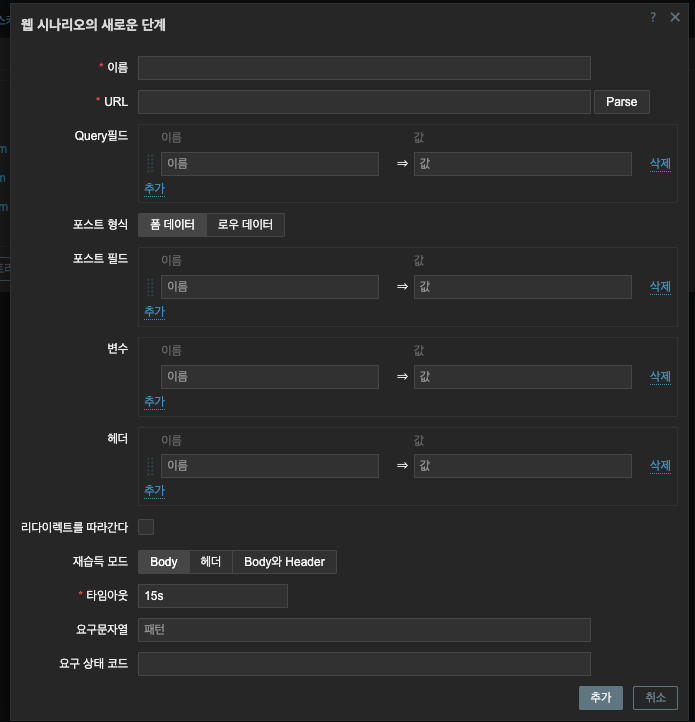 웹 시나리오의 새로운 단계
? ×
* 이름
* URL Parse
Query필드 이름 값
이름 ⇒ 값 삭제
추가
포스트 형식 폼 데이터 로우 데이터
포스트 필드 이름 값
이름 ⇒ 값 삭제
추가
변수 이름 값
이름 ⇒ 값 삭제
추가
헤더 이름 값
이름 ⇒ 값 삭제
추가
리다이렉트를 따라간다
재습득 모드 Body 헤더 Body와 Header
* 타임아웃 15s
요구문자열 패턴
요구 상태 코드
추가 취소